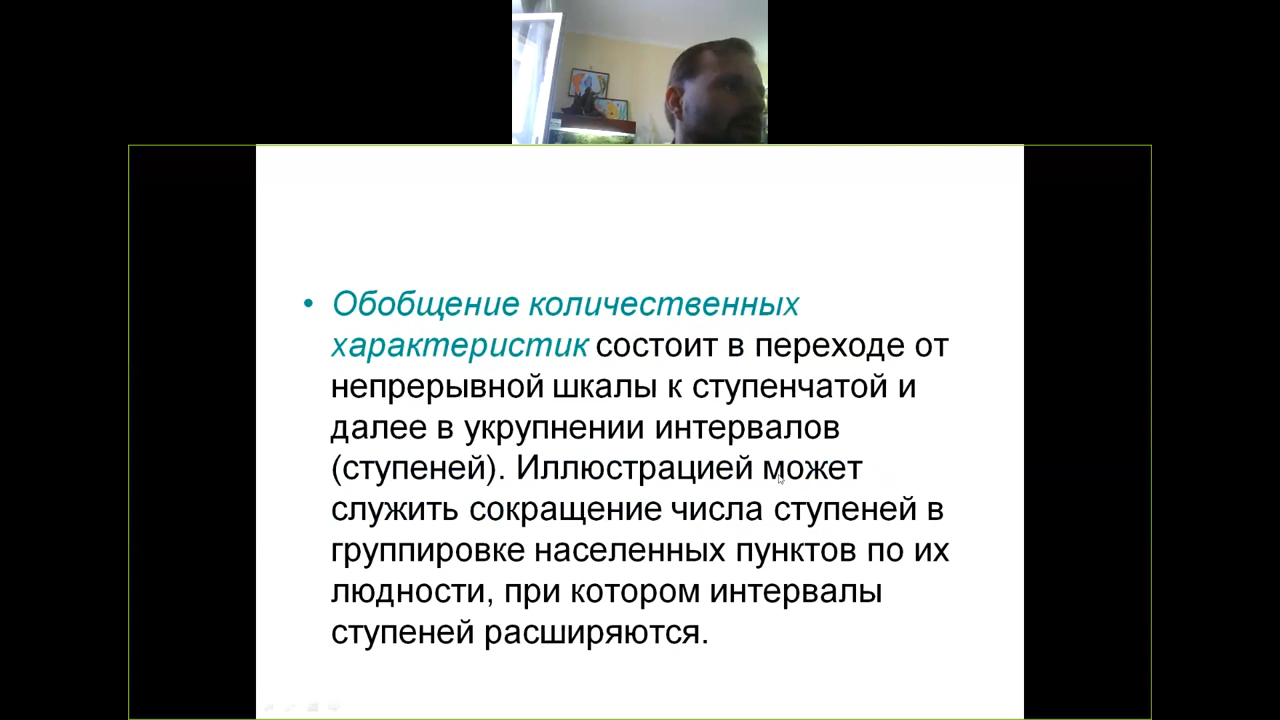 • Обобщение количественных
характеристик состоит в переходе от
непрерывной шкалы к ступенчатой и
далее в укрупнении интервалов
(ступеней). Иллюстрацией может
служить сокращение числа ступеней в
группировке населенных пунктов по их
людности, при котором интервалы
ступеней расширяются.